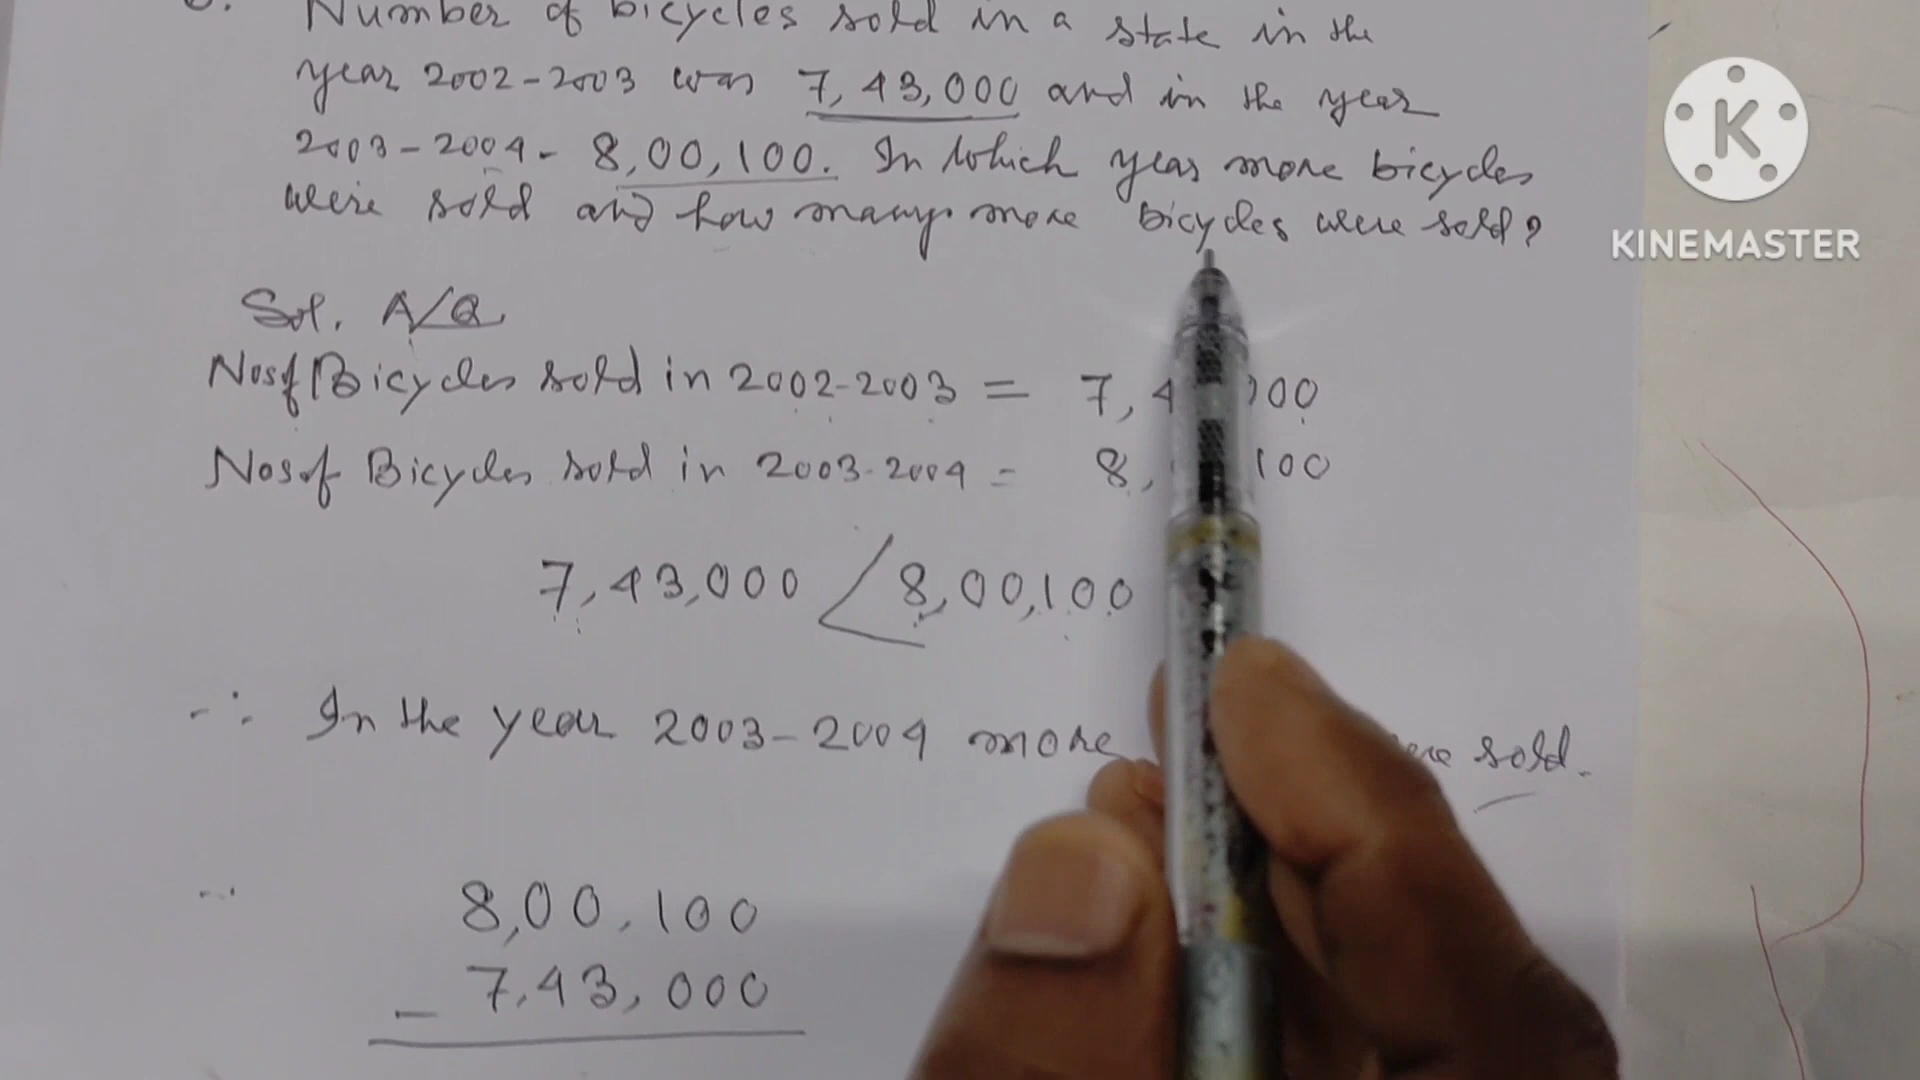 Number of bicycles sold in a state in the
year 2002-2003 was 7,43,000 and in the year
2003-2004- 8,00,100. In which year more bicycles
were sold and how many more bicycles were sold?
KINEMASTER
Sol. A/Q
Nos of Bicycles sold in 2002-2003 = 7,4 00
Nos of Bicycles sold in 2003-2004 = 8, 100
7,43,000 < 8,00,100
∴ In the year 2003-2004 more sold.
8,00,100
- 7,43,000